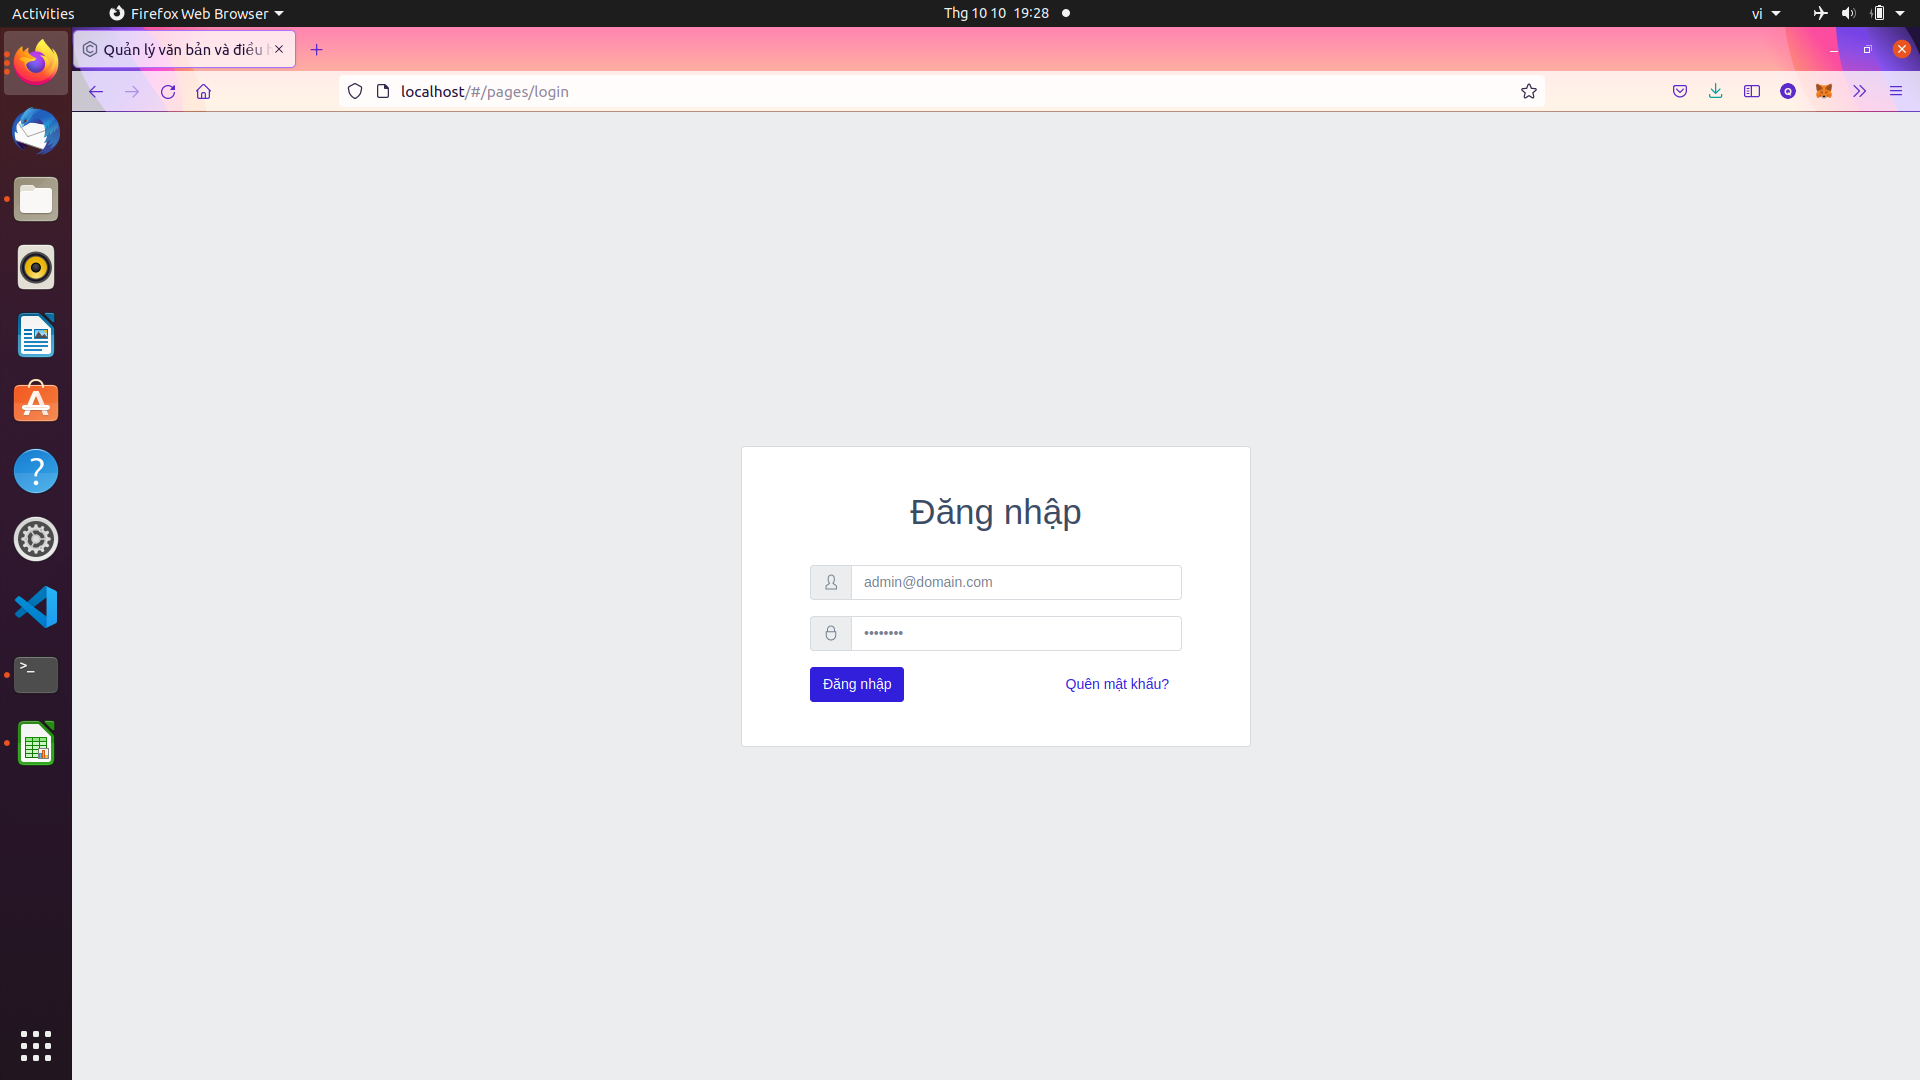 Activities
Firefox Web Browser
Thg 10 10 19:28
vi
Quản lý văn bản và điều
localhost/#/pages/login
Đăng nhập
admin@domain.com
••••••••
Đăng nhập
Quên mật khẩu?